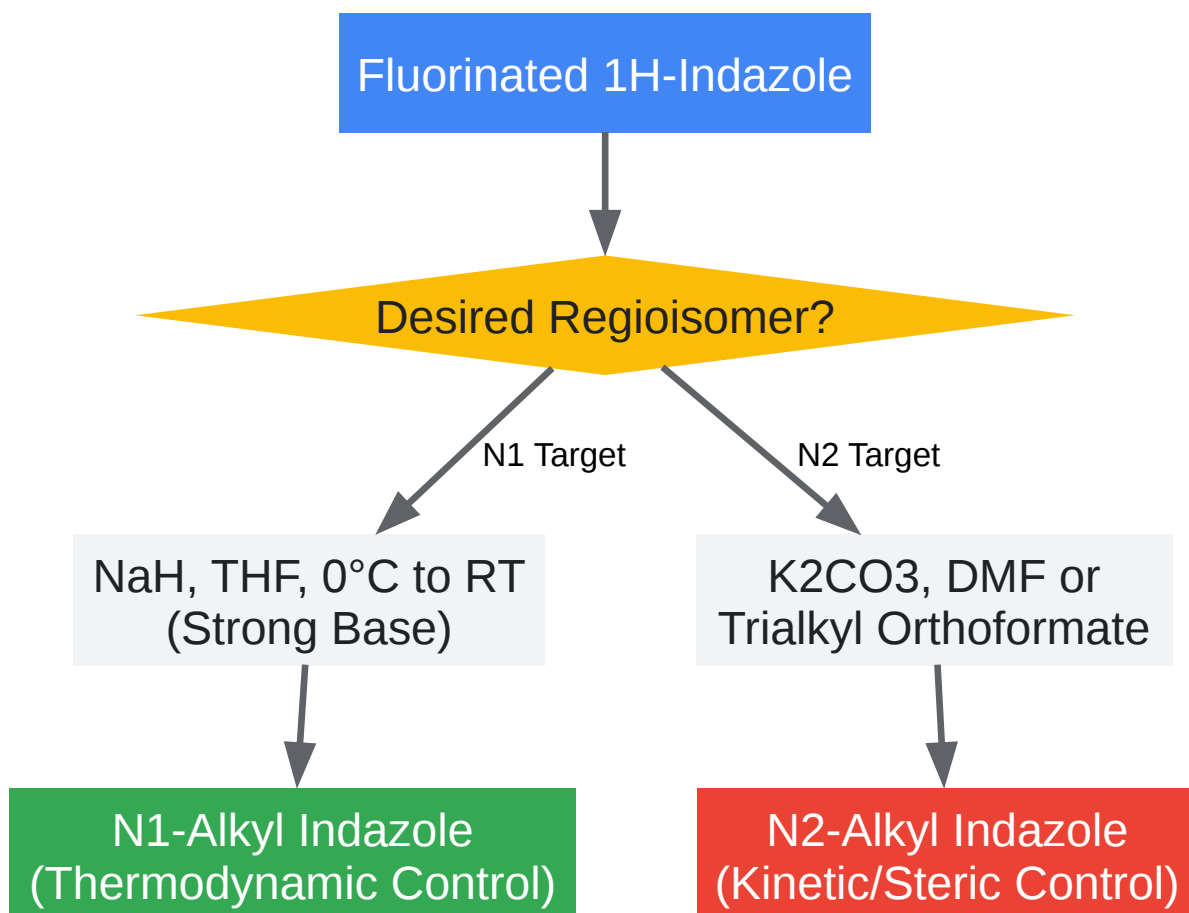 Fluorinated 1H-Indazole
Desired Regioisomer?
N1 Target
N2 Target
NaH, THF, 0°C to RT
(Strong Base)
K2CO3, DMF or
Trialkyl Orthoformate
N1-Alkyl Indazole
(Thermodynamic Control)
N2-Alkyl Indazole
(Kinetic/Steric Control)